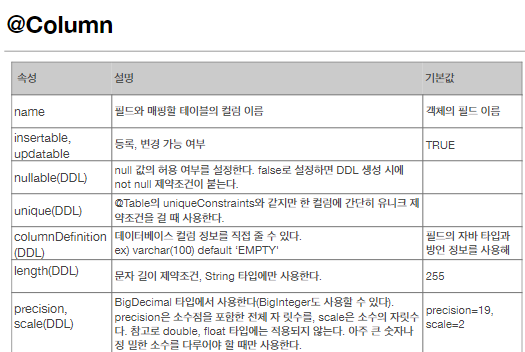 @Column
속성 설명 기본값
name 필드와 매핑할 테이블의 컬럼 이름 객체의 필드 이름
insertable,
updatable
등록, 변경 가능 여부 TRUE
nullable(DDL)
null 값의 허용 여부를 설정한다. false로 설정하면 DDL 생성 시에
not null 제약조건이 붙는다.
unique(DDL)
@Table의 uniqueConstraints와 같지만 한 컬럼에 간단히 유니크 제
약조건을 걸 때 사용한다.
columnDefinition
(DDL)
데이터베이스 컬럼 정보를 직접 줄 수 있다.
ex) varchar(100) default 'EMPTY'
필드의 자바 타입과
방언 정보를 사용해
length(DDL) 문자 길이 제약조건, String 타입에만 사용한다. 255
precision,
scale(DDL)
BigDecimal 타입에서 사용한다(BigInteger도 사용할 수 있다).
precision은 소수점을 포함한 전체 자 릿수를, scale은 소수의 자릿수
다. 참고로 double, float 타입에는 적용되지 않는다. 아주 큰 숫자나
정 밀한 소수를 다루어야 할 때만 사용한다.
precision=19,
scale=2